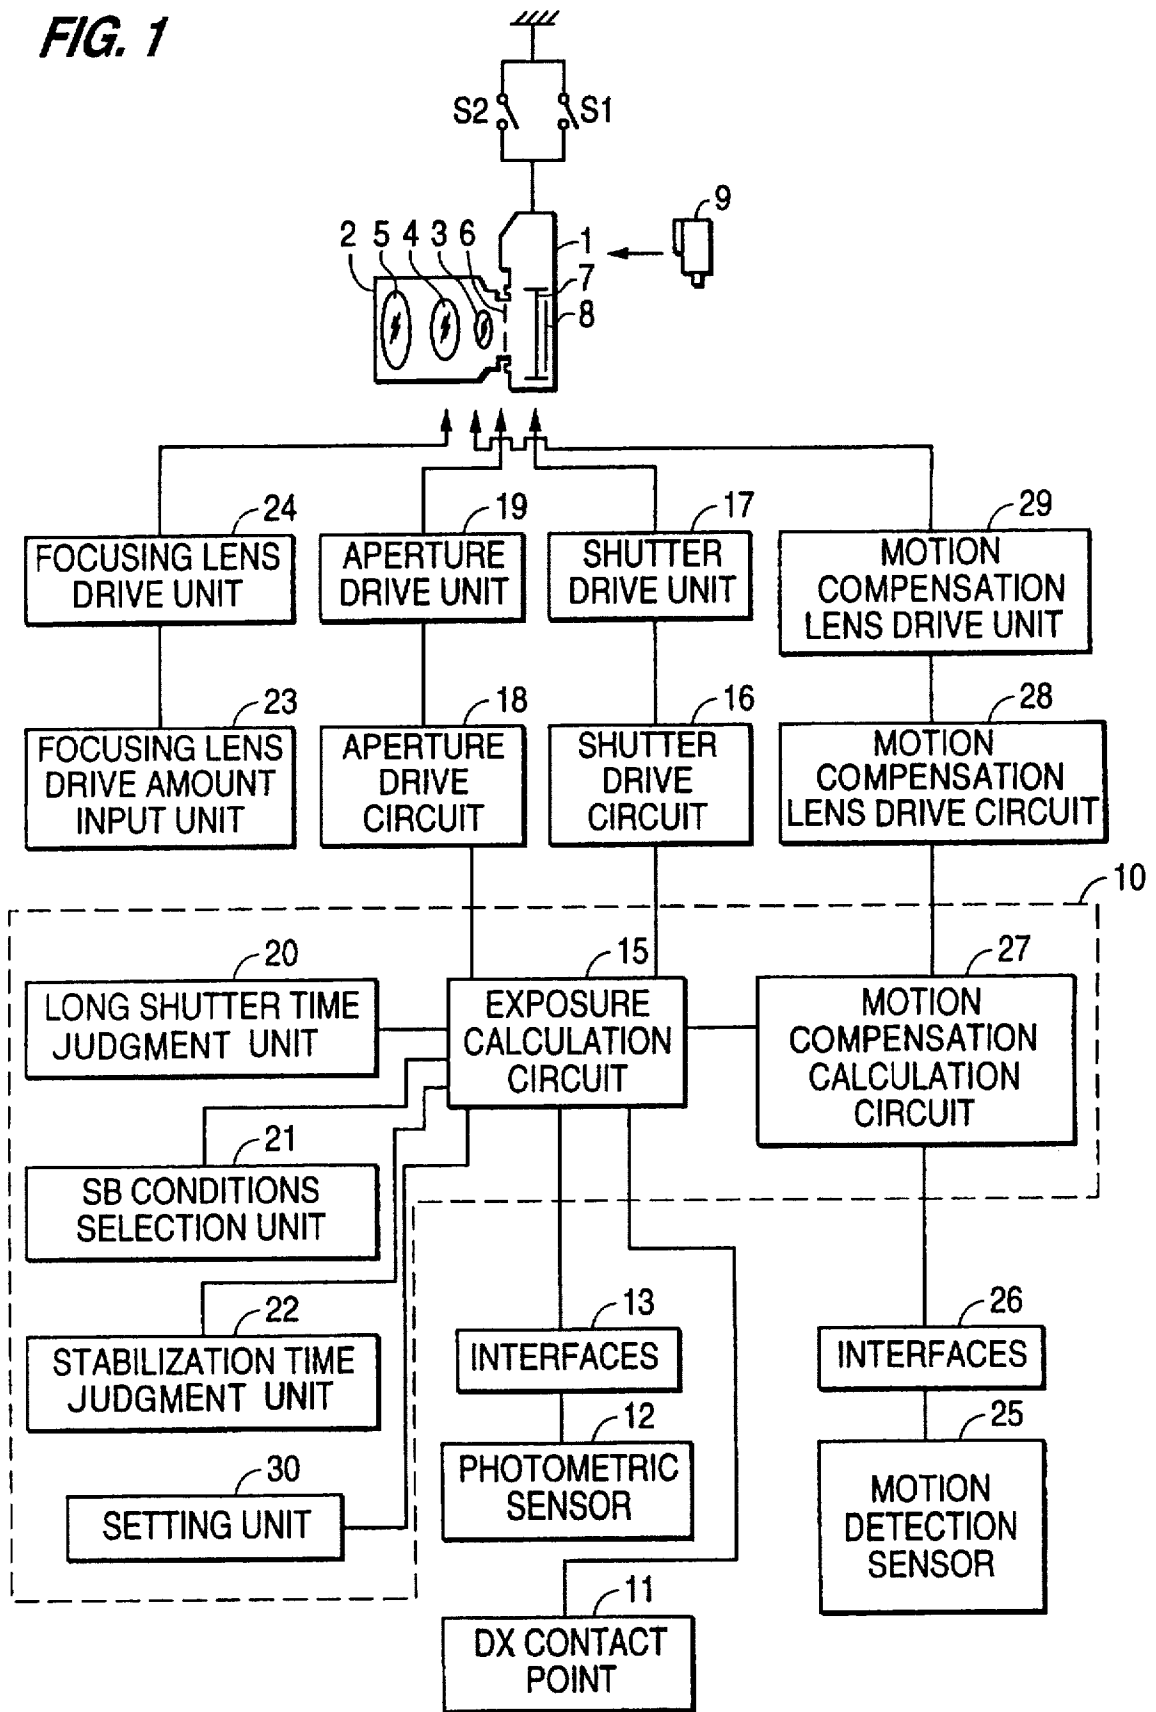 FIG. 1
S2 S1
9
2 5 4 3 6 1
7
8
24 19 17 29
FOCUSING LENS
DRIVE UNIT
APERTURE
DRIVE UNIT
SHUTTER
DRIVE UNIT
MOTION
COMPENSATION
LENS DRIVE UNIT
23 18 16 28
FOCUSING LENS
DRIVE AMOUNT
INPUT UNIT
APERTURE
DRIVE
CIRCUIT
SHUTTER
DRIVE
CIRCUIT
MOTION
COMPENSATION
LENS DRIVE CIRCUIT
10
20 15 27
LONG SHUTTER TIME
JUDGMENT UNIT
EXPOSURE
CALCULATION
CIRCUIT
MOTION
COMPENSATION
CALCULATION
CIRCUIT
21
SB CONDITIONS
SELECTION UNIT
22 13 26
STABILIZATION TIME
JUDGMENT UNIT
INTERFACES
INTERFACES
30 12 25
SETTING UNIT
PHOTOMETRIC
SENSOR
MOTION
DETECTION
SENSOR
11
DX CONTACT
POINT